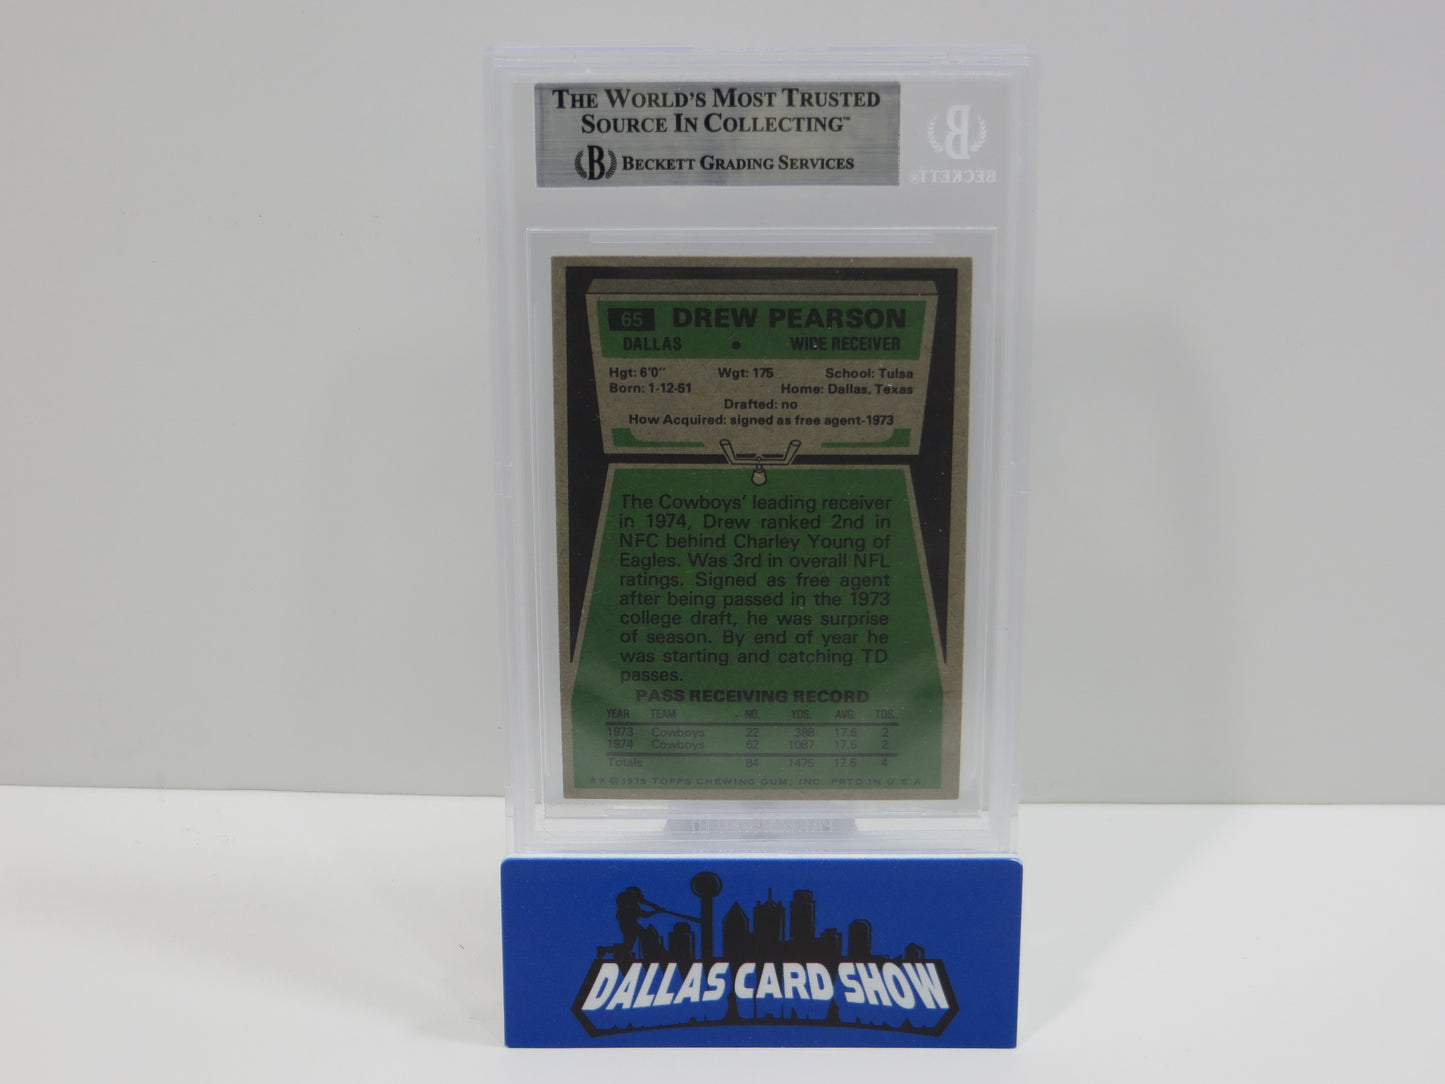 THE WORLD'S MOST TRUSTED
SOURCE IN COLLECTING™
B BECKETT GRADING SERVICES
B
BECKETT®
65 DREW PEARSON
DALLAS • WIDE RECEIVER
Hgt: 6'0" Wgt: 175 School: Tulsa
Born: 1-12-51 Home: Dallas, Texas
Drafted: no
How Acquired: signed as free agent-1973
The Cowboys' leading receiver
in 1974, Drew ranked 2nd in
NFC behind Charley Young of
Eagles. Was 3rd in overall NFL
ratings. Signed as free agent
after being passed in the 1973
college draft, he was surprise
of season. By end of year he
was starting and catching TD
passes.
PASS RECEIVING RECORD
YEAR TEAM NO. YDS. AVG. TDS.
1973 Cowboys 22 388 17.6 2
1974 Cowboys 62 1087 17.5 2
Totals 84 1475 17.6 4
© 1975 TOPPS CHEWING GUM, INC. PRTD IN U.S.A
DALLAS CARD SHOW